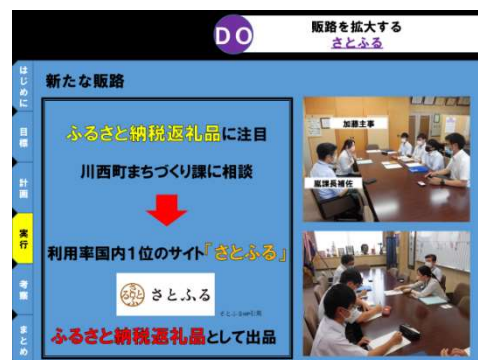 DO
販路を拡大する
さとふる
はじめに
目標
計画
実行
考察
まとめ
新たな販路
ふるさと納税返礼品に注目
川西町まちづくり課に相談
利用率国内1位のサイト「さとふる」
さとふる
ふるさと納税返礼品として出品
加藤主事
嵐課長補佐